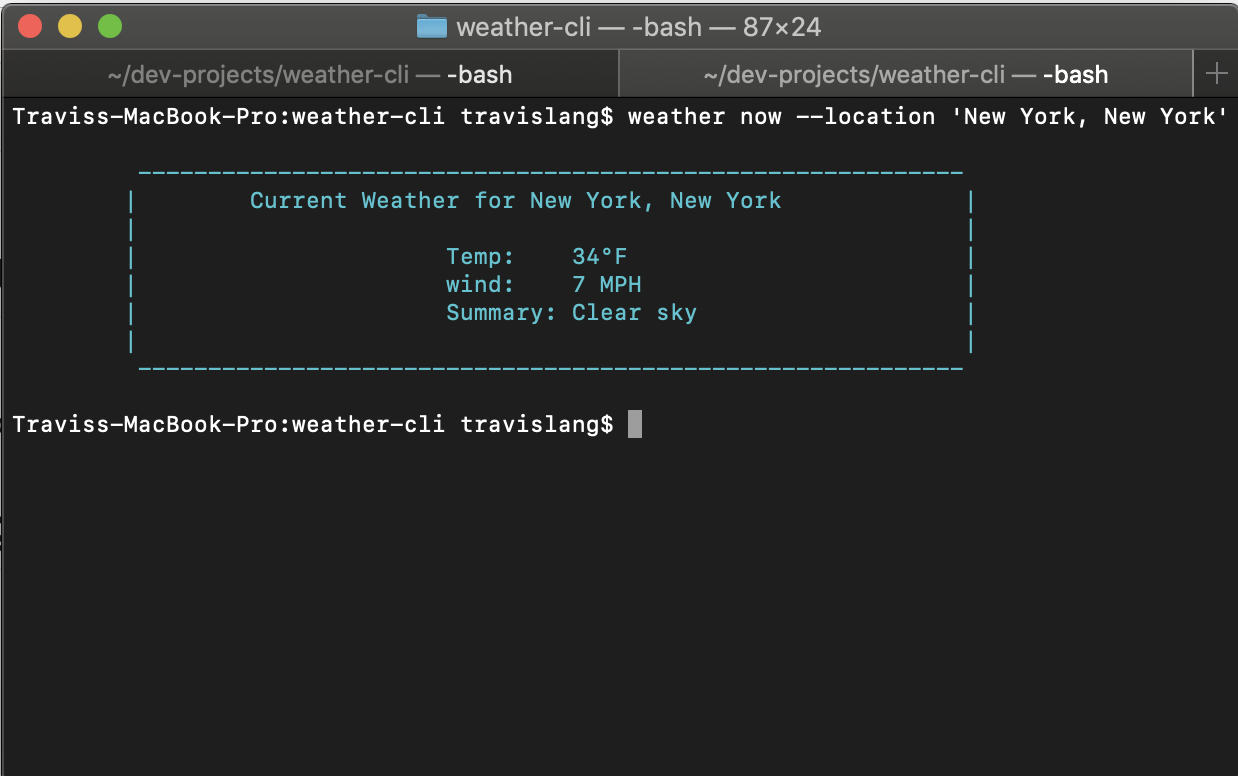 weather-cli — -bash — 87×24
~/dev-projects/weather-cli — -bash
~/dev-projects/weather-cli — -bash
Traviss-MacBook-Pro:weather-cli travislang$ weather now --location 'New York, New York'
Current Weather for New York, New York
Temp: 34°F
wind: 7 MPH
Summary: Clear sky
Traviss-MacBook-Pro:weather-cli travislang$